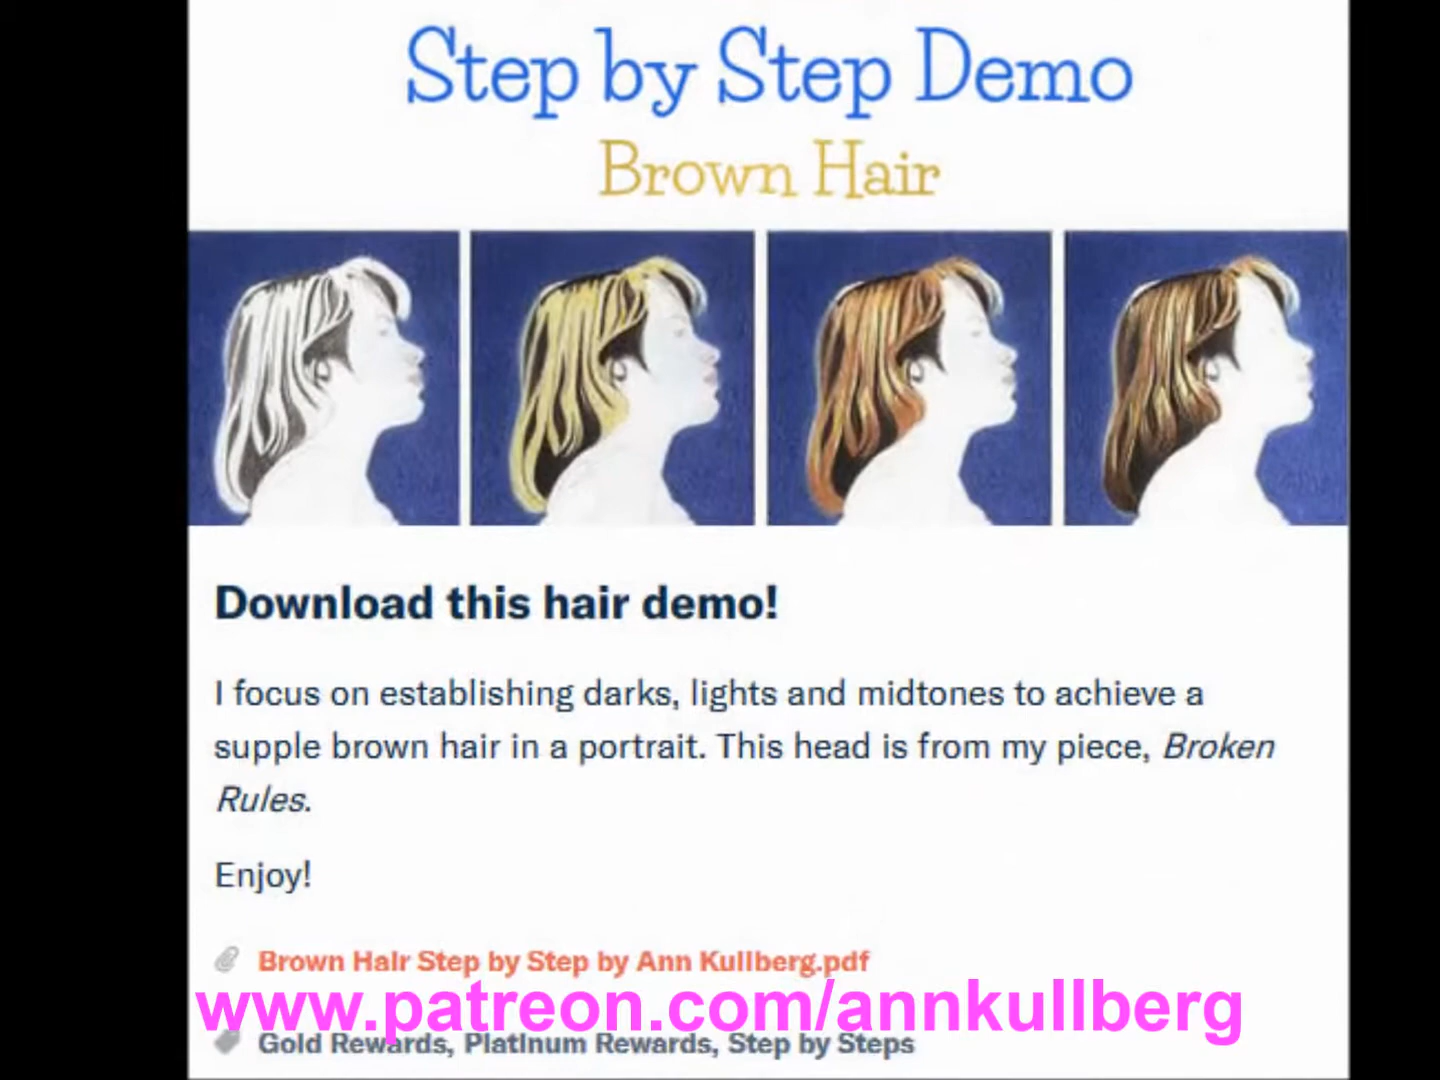 Step by Step Demo
Brown Hair
Download this hair demo!
I focus on establishing darks, lights and midtones to achieve a
supple brown hair in a portrait. This head is from my piece, Broken
Rules.
Enjoy!
Brown Hair Step by Step by Ann Kullberg.pdf
www.patreon.com/annkullberg
Gold Rewards, Platinum Rewards, Step by Steps